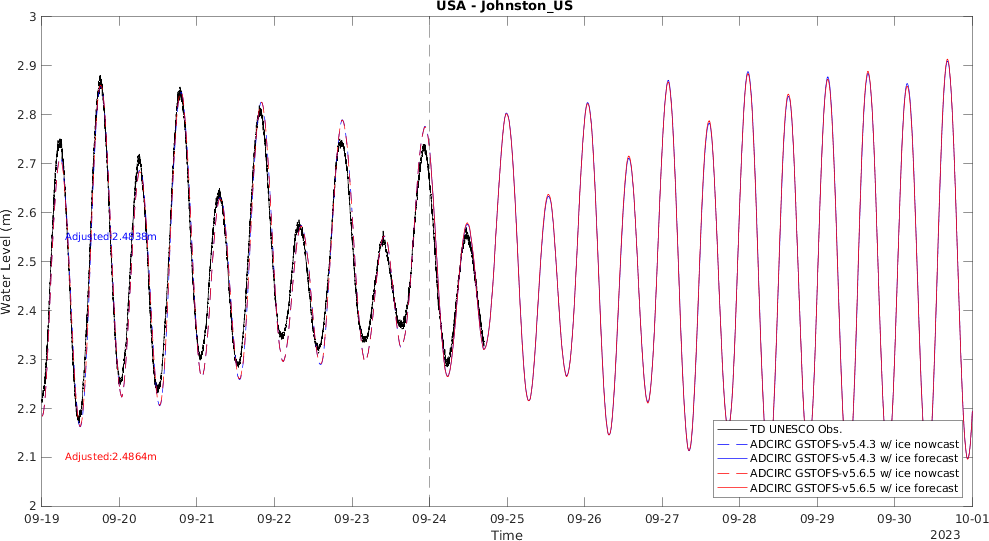 USA - Johnston_US
3
2.9
2.8
2.7
2.6
2.5
2.4
2.3
2.2
2.1
2
Water Level (m)
Adjusted:2.4838m
Adjusted:2.4864m
TD UNESCO Obs.
ADCIRC GSTOFS-v5.4.3 w/ ice nowcast
ADCIRC GSTOFS-v5.4.3 w/ ice forecast
ADCIRC GSTOFS-v5.6.5 w/ ice nowcast
ADCIRC GSTOFS-v5.6.5 w/ ice forecast
09-19 09-20 09-21 09-22 09-23 09-24 09-25 09-26 09-27 09-28 09-29 09-30 10-01
Time
2023